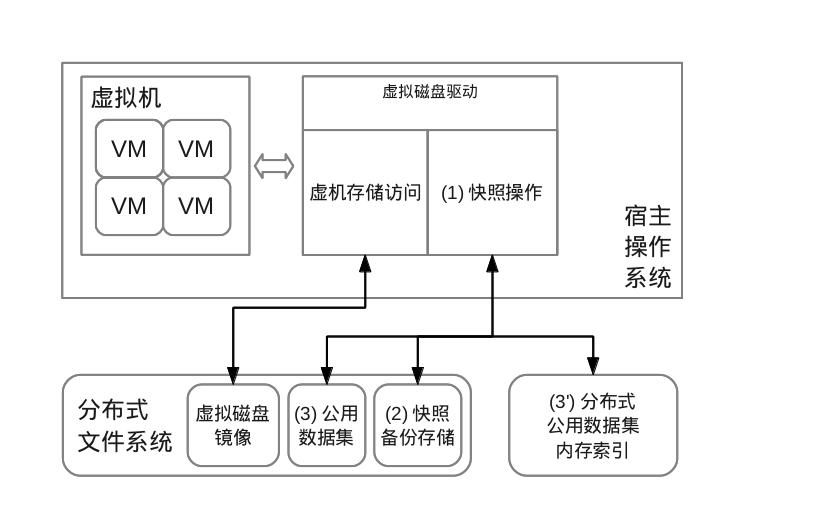 虚拟机
VM VM
VM VM
虚拟磁盘驱动
虚机存储访问
(1) 快照操作
宿主
操作
系统
分布式
文件系统
虚拟磁盘
镜像
(3) 公用
数据集
(2) 快照
备份存储
(3') 分布式
公用数据集
内存索引